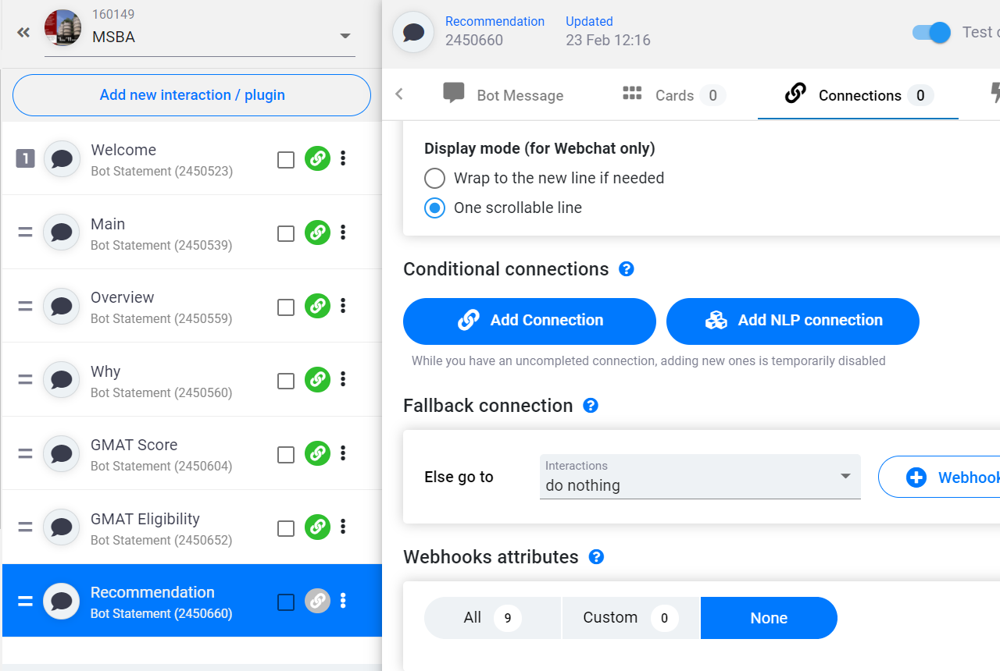 160149
MSBA
Add new interaction / plugin
1
Welcome
Bot Statement (2450523)
Main
Bot Statement (2450539)
Overview
Bot Statement (2450559)
Why
Bot Statement (2450560)
GMAT Score
Bot Statement (2450604)
GMAT Eligibility
Bot Statement (2450652)
Recommendation
Bot Statement (2450660)
Recommendation
2450660
Updated
23 Feb 12:16
Test
Bot Message
Cards 0
Connections 0
Display mode (for Webchat only)
Wrap to the new line if needed
One scrollable line
Conditional connections ?
Add Connection
Add NLP connection
While you have an uncompleted connection, adding new ones is temporarily disabled
Fallback connection ?
Else go to
Interactions
do nothing
Webhook
Webhooks attributes ?
All 9
Custom 0
None